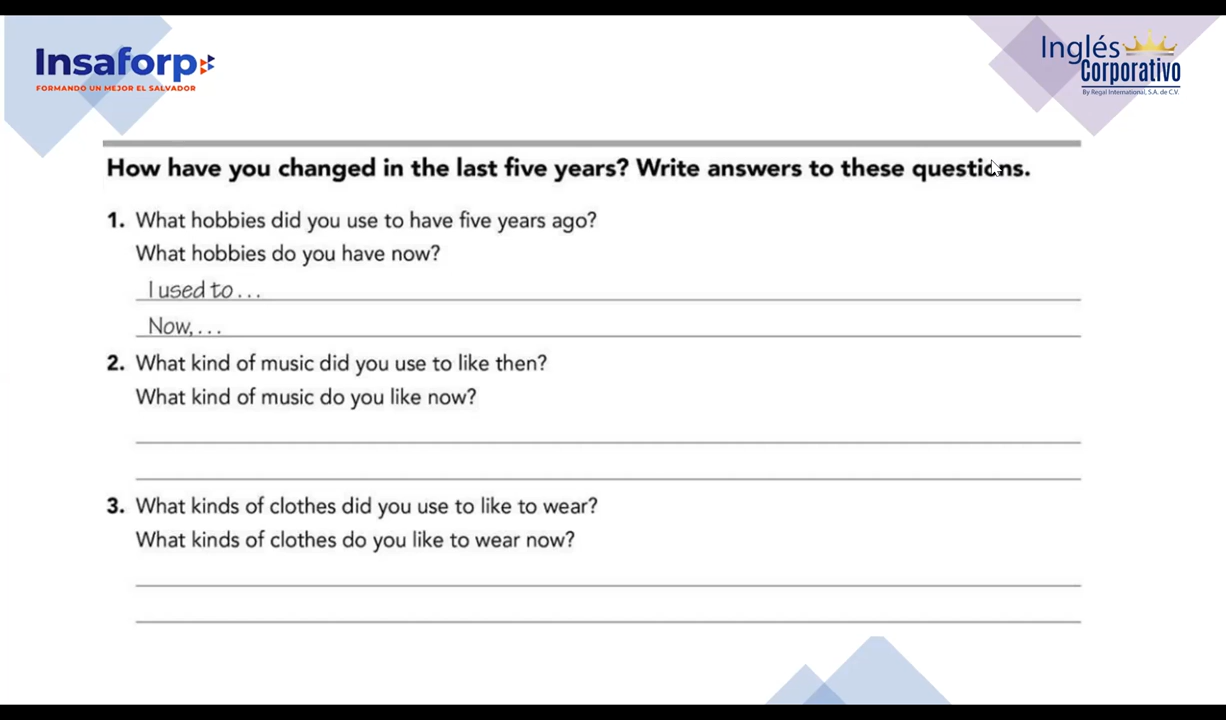 Insaforp
FORMANDO UN MEJOR EL SALVADOR
Inglés
Corporativo
By Regal International, S.A. de C.V.
How have you changed in the last five years? Write answers to these questions.
1. What hobbies did you use to have five years ago?
What hobbies do you have now?
I used to ...
Now, ...
2. What kind of music did you use to like then?
What kind of music do you like now?
3. What kinds of clothes did you use to like to wear?
What kinds of clothes do you like to wear now?